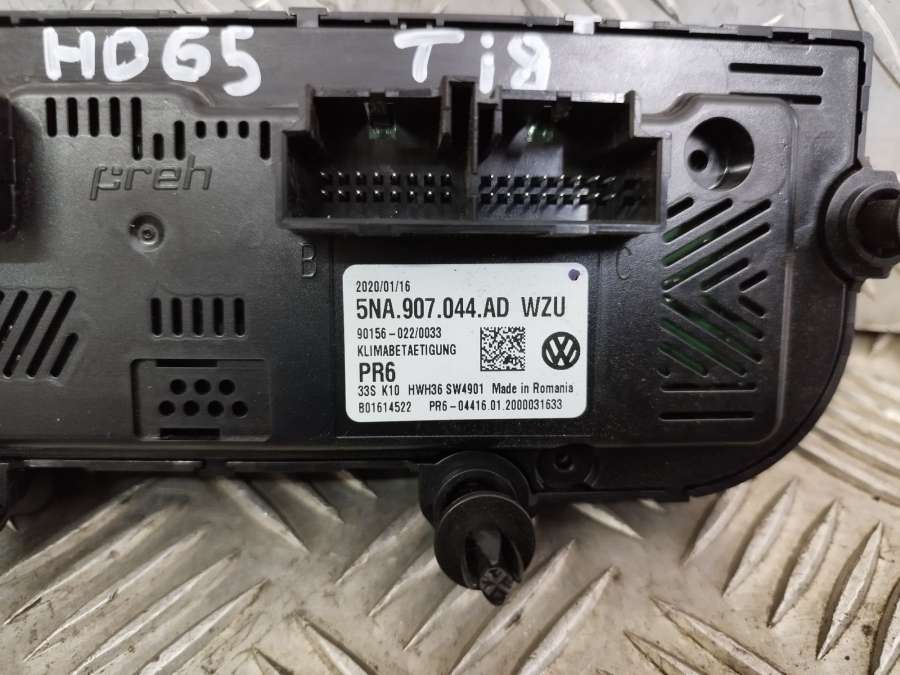 HDG5 Ti8
preh
B C
2020/01/16
5NA.907.044.AD WZU
90156-022/0033
KLIMABETAETIGUNG
PR6
33S K10 HWH36 SW4901 Made in Romania
B01614522 PR6-04416.01.2000031633